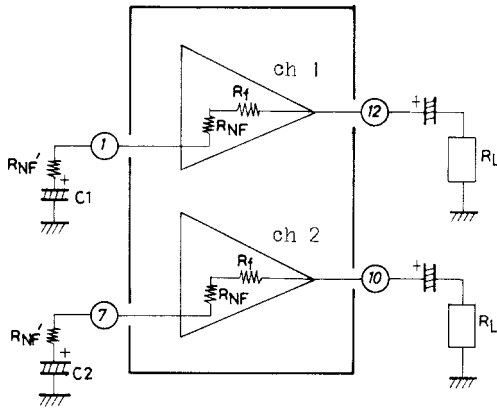 ch 1
Rf
RNF
1
12
+
RNF'
+
C1
RL
ch 2
Rf
RNF
7
10
+
RNF'
+
C2
RL